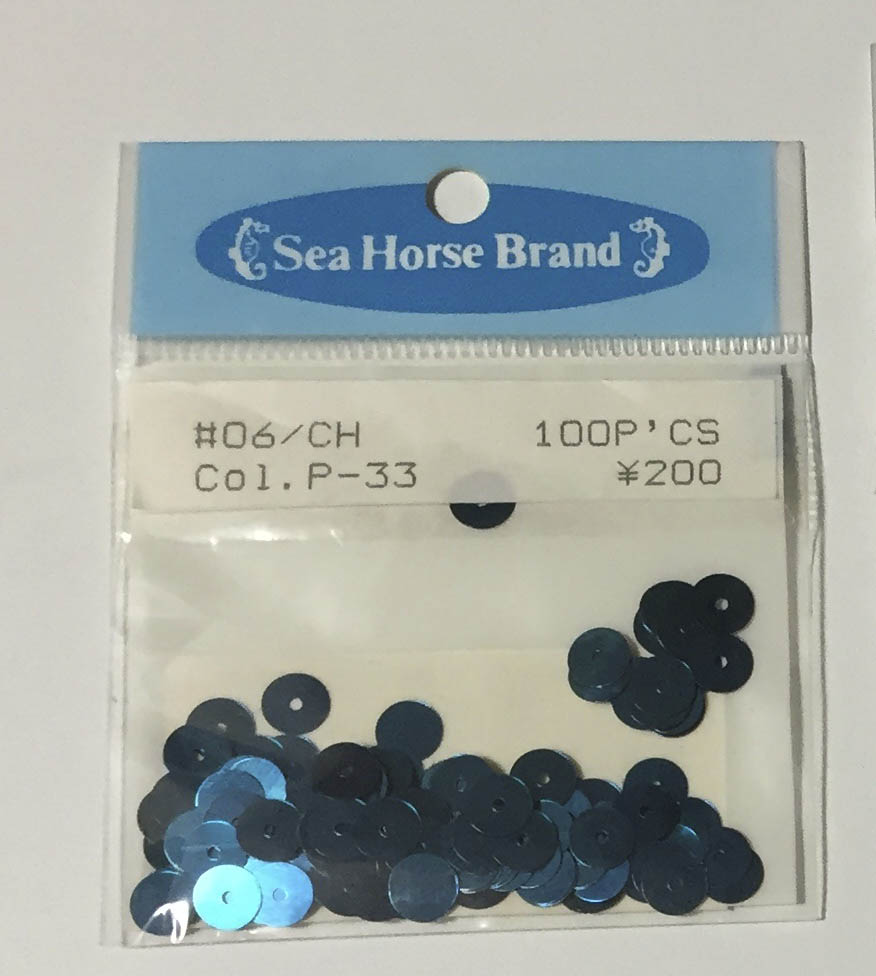 Sea Horse Brand
#06/CH 100P'CS
Col.P-33 ¥200